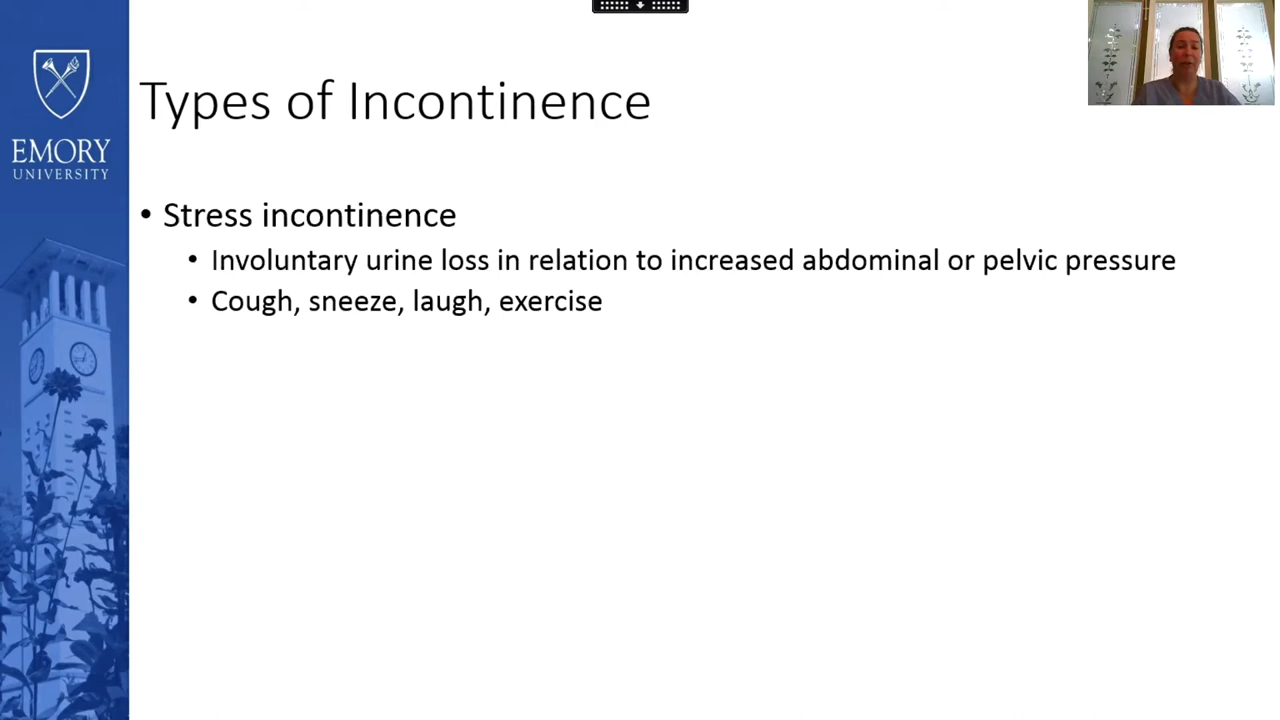 EMORY
UNIVERSITY
Types of Incontinence
• Stress incontinence
• Involuntary urine loss in relation to increased abdominal or pelvic pressure
• Cough, sneeze, laugh, exercise